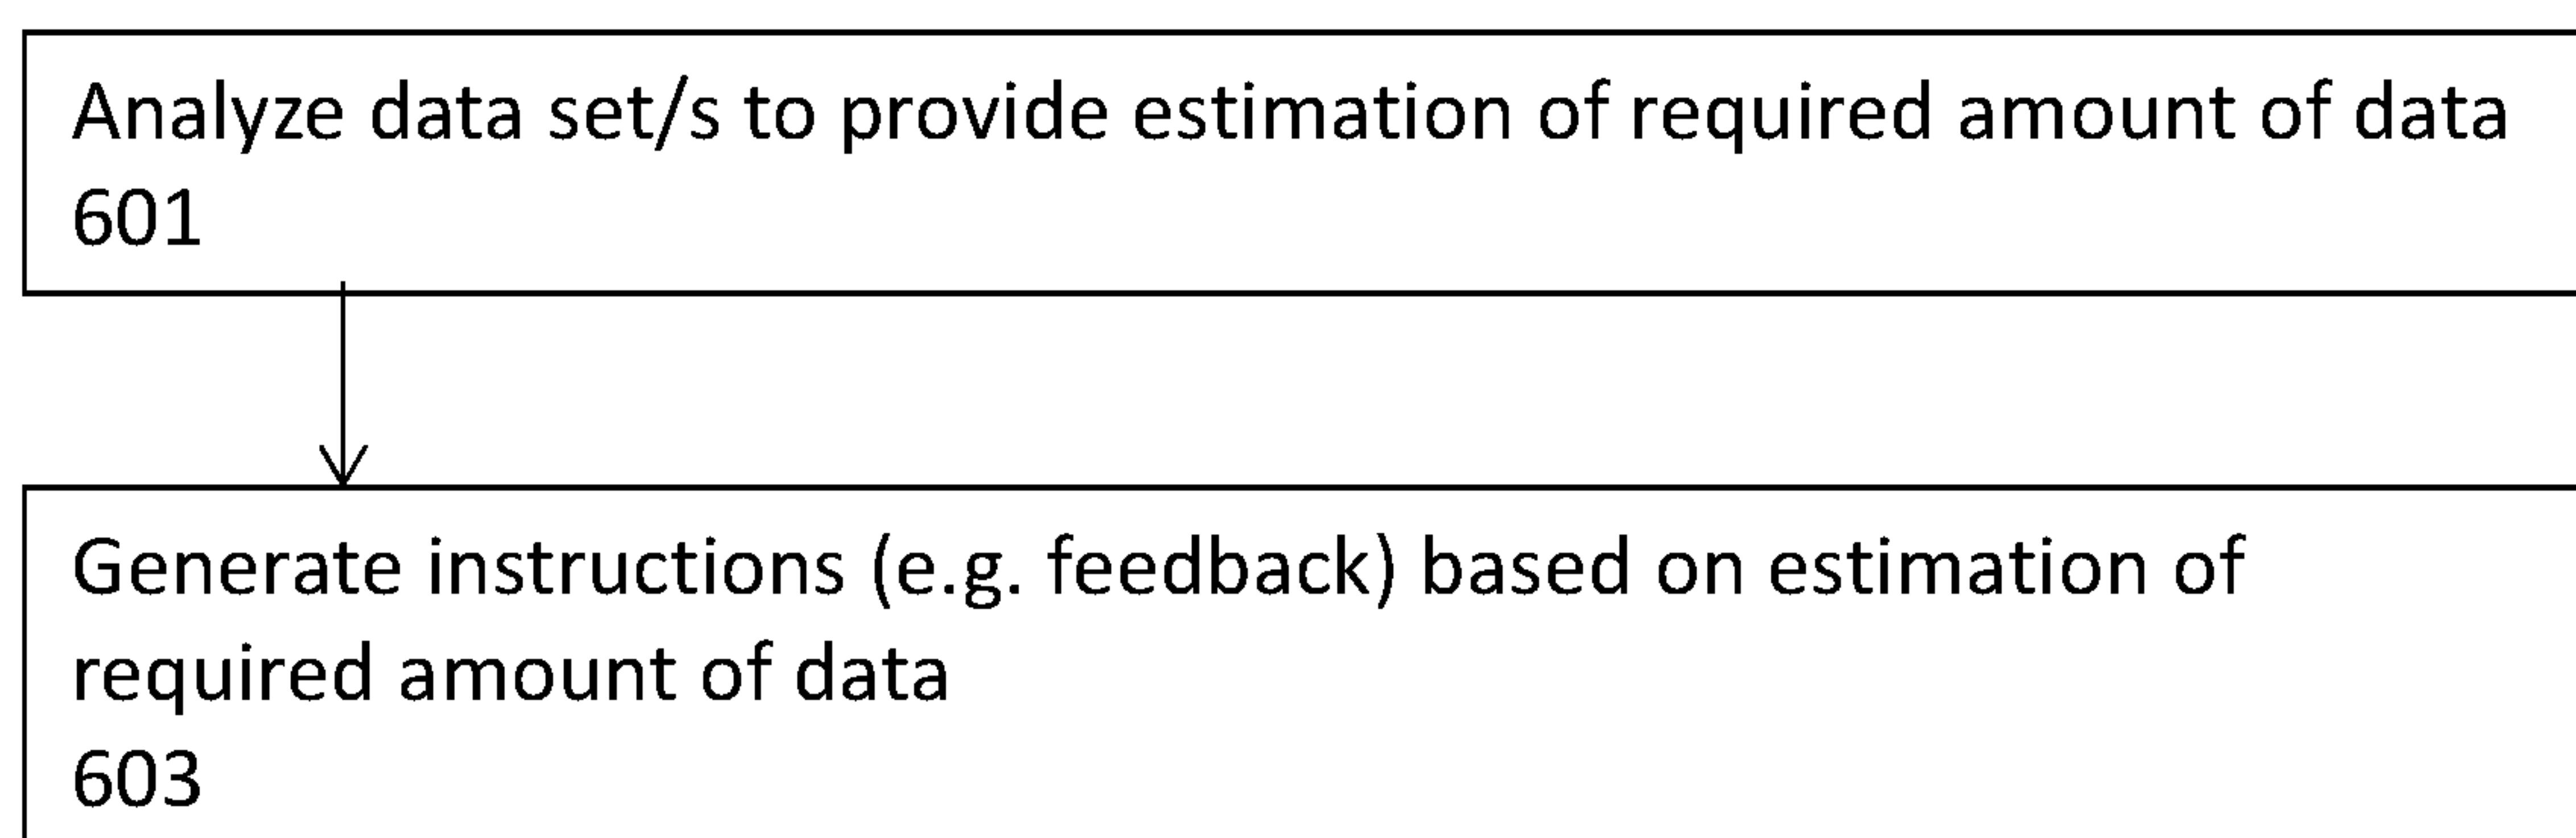 Analyze data set/s to provide estimation of required amount of data
601
Generate instructions (e.g. feedback) based on estimation of
required amount of data
603